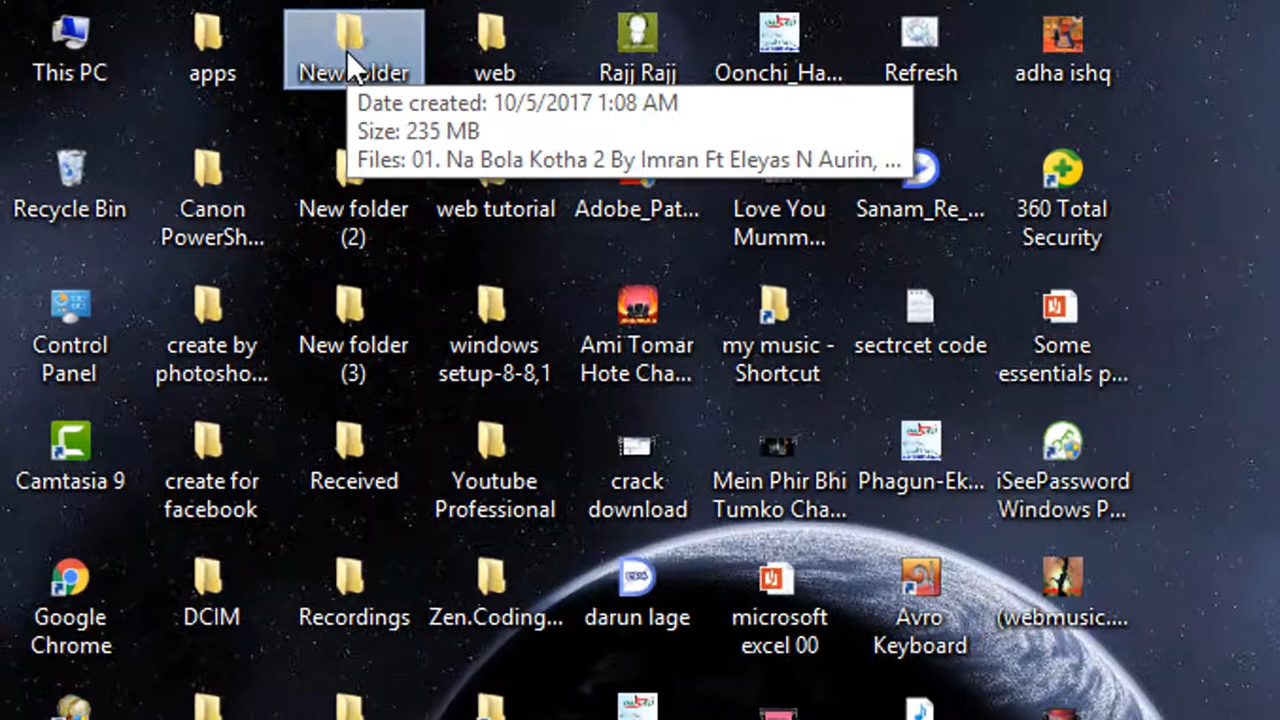 This PC
apps
New folder
web
Rajj Rajj
Oonchi_Ha...
Refresh
adha ishq
Date created: 10/5/2017 1:08 AM
Size: 235 MB
Files: 01. Na Bola Kotha 2 By Imran Ft Eleyas N Aurin, ...
Recycle Bin
Canon
PowerSh...
New folder
(2)
web tutorial
Adobe_Pat...
Love You
Mumm...
Sanam_Re_...
360 Total
Security
Control
Panel
create by
photosho...
New folder
(3)
windows
setup-8-8,1
Ami Tomar
Hote Cha...
my music -
Shortcut
sectrcet code
Some
essentials p...
Camtasia 9
create for
facebook
Received
Youtube
Professional
crack
download
Mein Phir Bhi
Tumko Cha...
Phagun-Ek...
iSeePassword
Windows P...
Google
Chrome
DCIM
Recordings
Zen.Coding...
darun lage
microsoft
excel 00
Avro
Keyboard
(webmusic....